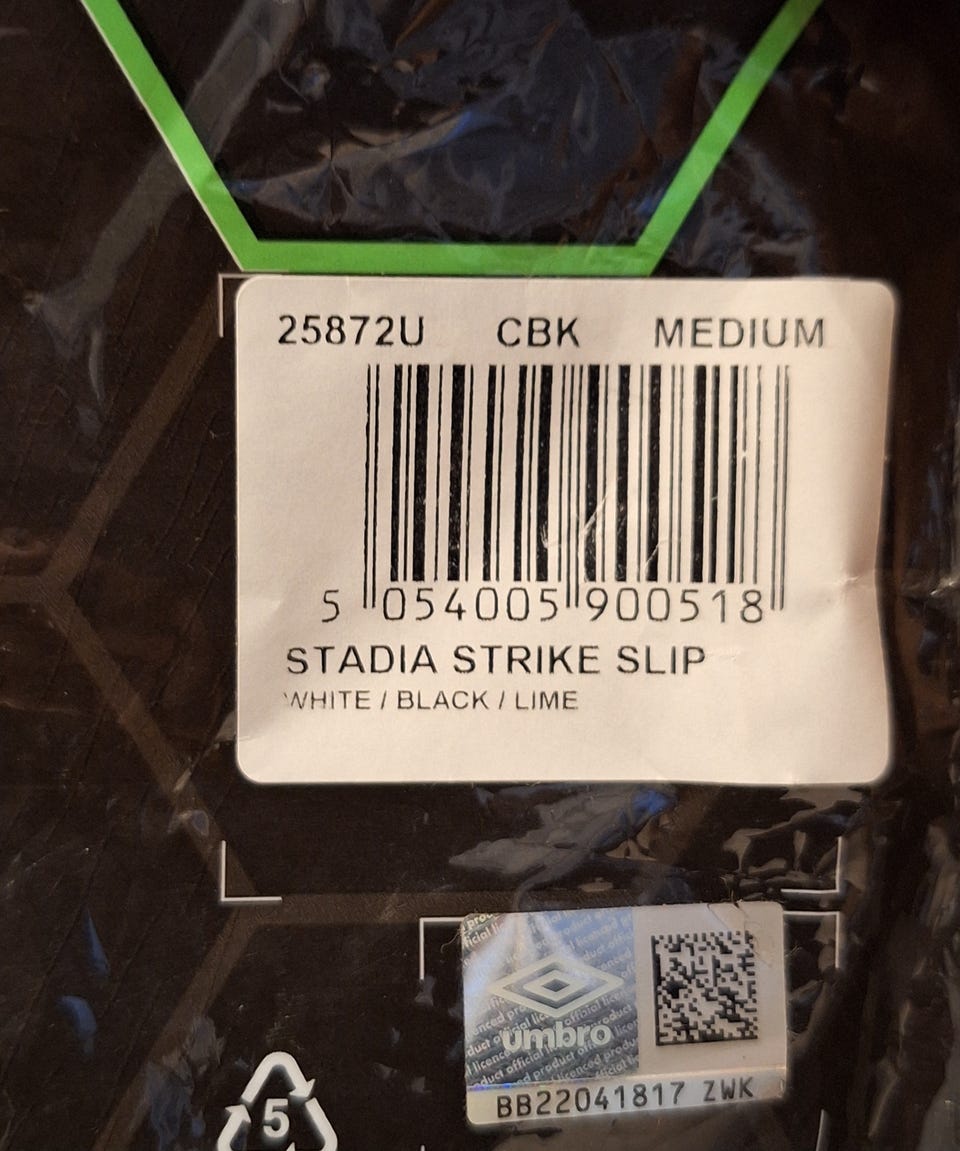 25872U CBK MEDIUM
5 054005 900518
STADIA STRIKE SLIP
WHITE / BLACK / LIME
umbro
BB22041817 ZWK
5